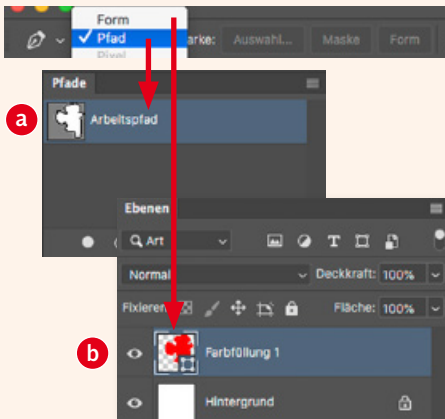 Form
Pfad
arke: Auswahl... Maske Form
Pixel
Pfade
a
Arbeitspfad
Ebenen
Art
Normal Deckkraft: 100%
Fixieren Fläche: 100%
b
Farbfüllung 1
Hintergrund